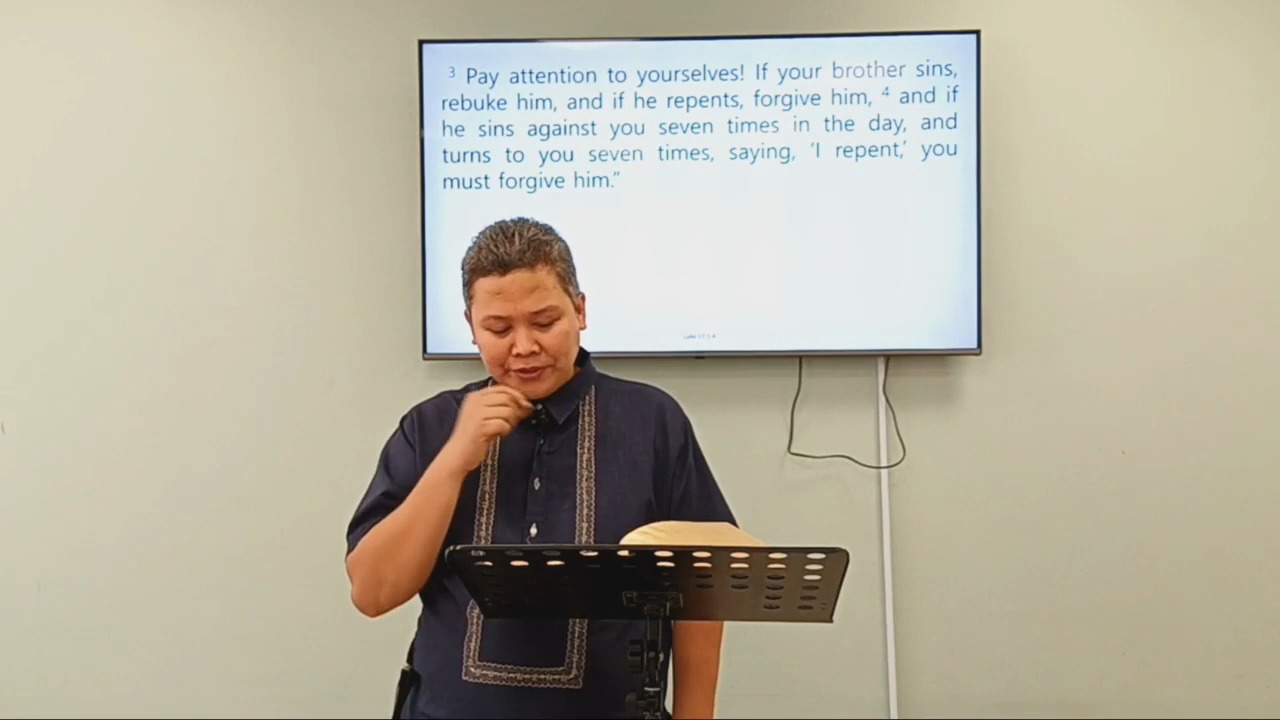 ³ Pay attention to yourselves! If your brother sins,
rebuke him, and if he repents, forgive him, ⁴ and if
he sins against you seven times in the day, and
turns to you seven times, saying, ‘I repent,’ you
must forgive him.”